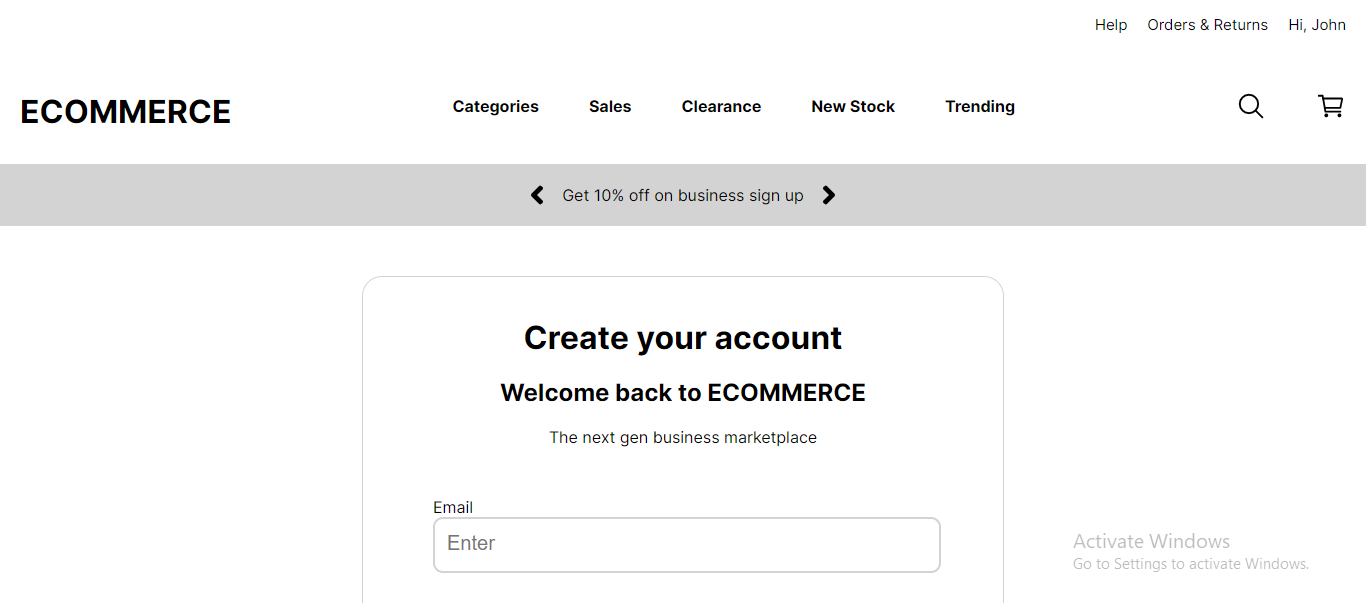 Help Orders & Returns Hi, John
ECOMMERCE Categories Sales Clearance New Stock Trending
Get 10% off on business sign up
Create your account
Welcome back to ECOMMERCE
The next gen business marketplace
Email
Enter
Activate Windows
Go to Settings to activate Windows.